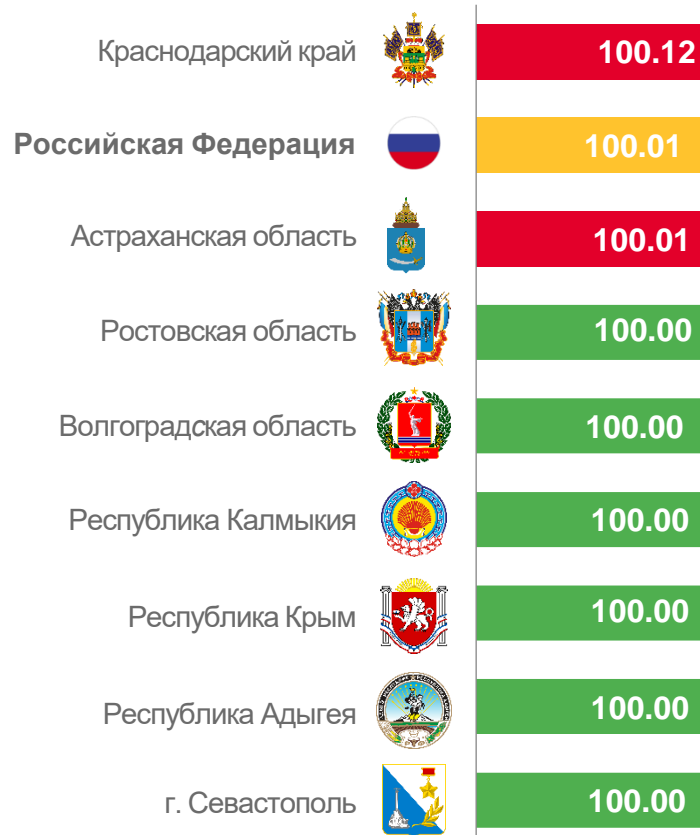 Краснодарский край 100.12
Российская Федерация 100.01
Астраханская область 100.01
Ростовская область 100.00
Волгоградская область 100.00
Республика Калмыкия 100.00
Республика Крым 100.00
Республика Адыгея 100.00
г. Севастополь 100.00